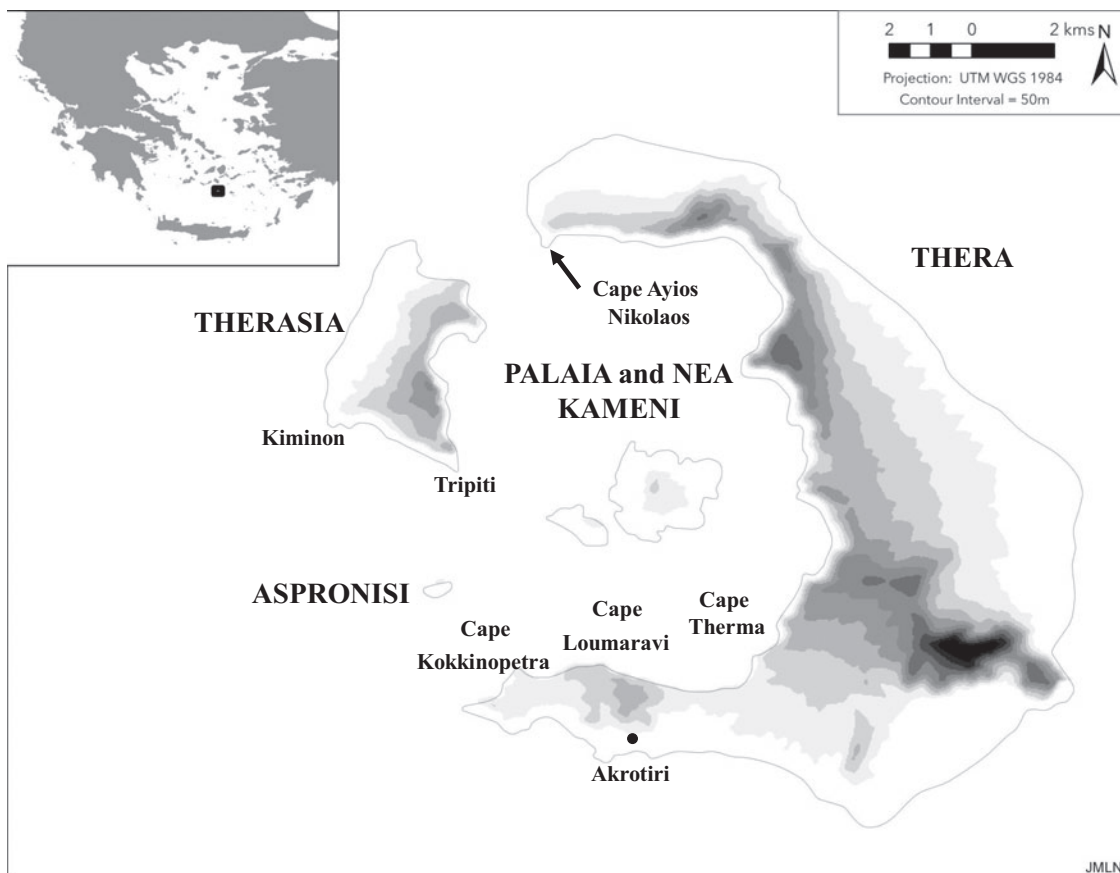 2 1 0 2 kms N
Projection: UTM WGS 1984
Contour Interval = 50m
THERA
Cape Ayios
Nikolaos
THERASIA
PALAIA and NEA
KAMENI
Kiminon
Tripiti
ASPRONISI
Cape
Kokkinopetra
Cape
Loumaravi
Cape
Therma
Akrotiri
JMLN